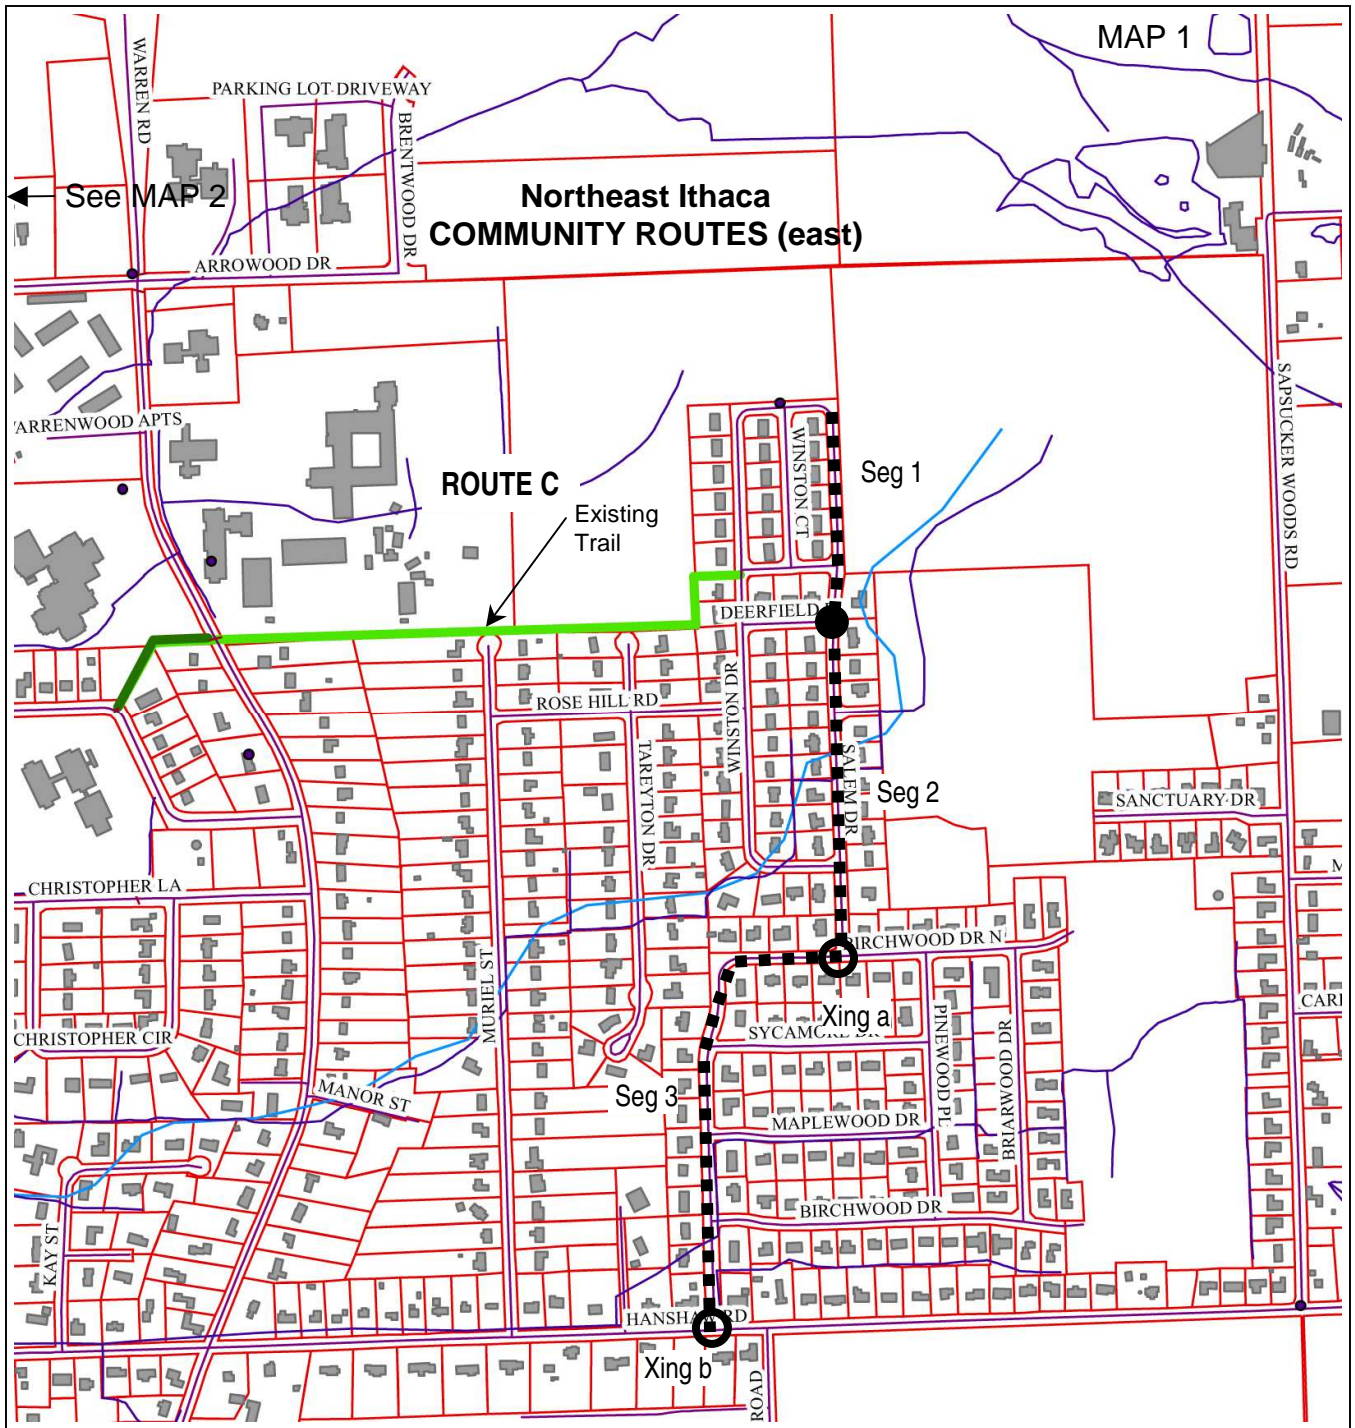 MAP 1
WARREN RD
PARKING LOT DRIVEWAY
BRENTWOOD DR
See MAP 2
Northeast Ithaca
COMMUNITY ROUTES (east)
ARROWOOD DR
SAPSUCKER WOODS RD
ARRENWOOD APTS
WINSTON CT
Seg 1
ROUTE C
Existing
Trail
DEERFIELD
WINSTON DR
ROSE HILL RD
TAREYTON DR
SALEM DR
Seg 2
SANCTUARY DR
CHRISTOPHER LA
BIRCHWOOD DR N
MURIEL ST
Xing a
SYCAMORE DR
PINEWOOD PL
BRIARWOOD DR
CHRISTOPHER CIR
MANOR ST
Seg 3
MAPLEWOOD DR
BIRCHWOOD DR
KAY ST
HANSHAW RD
Xing b
ROAD